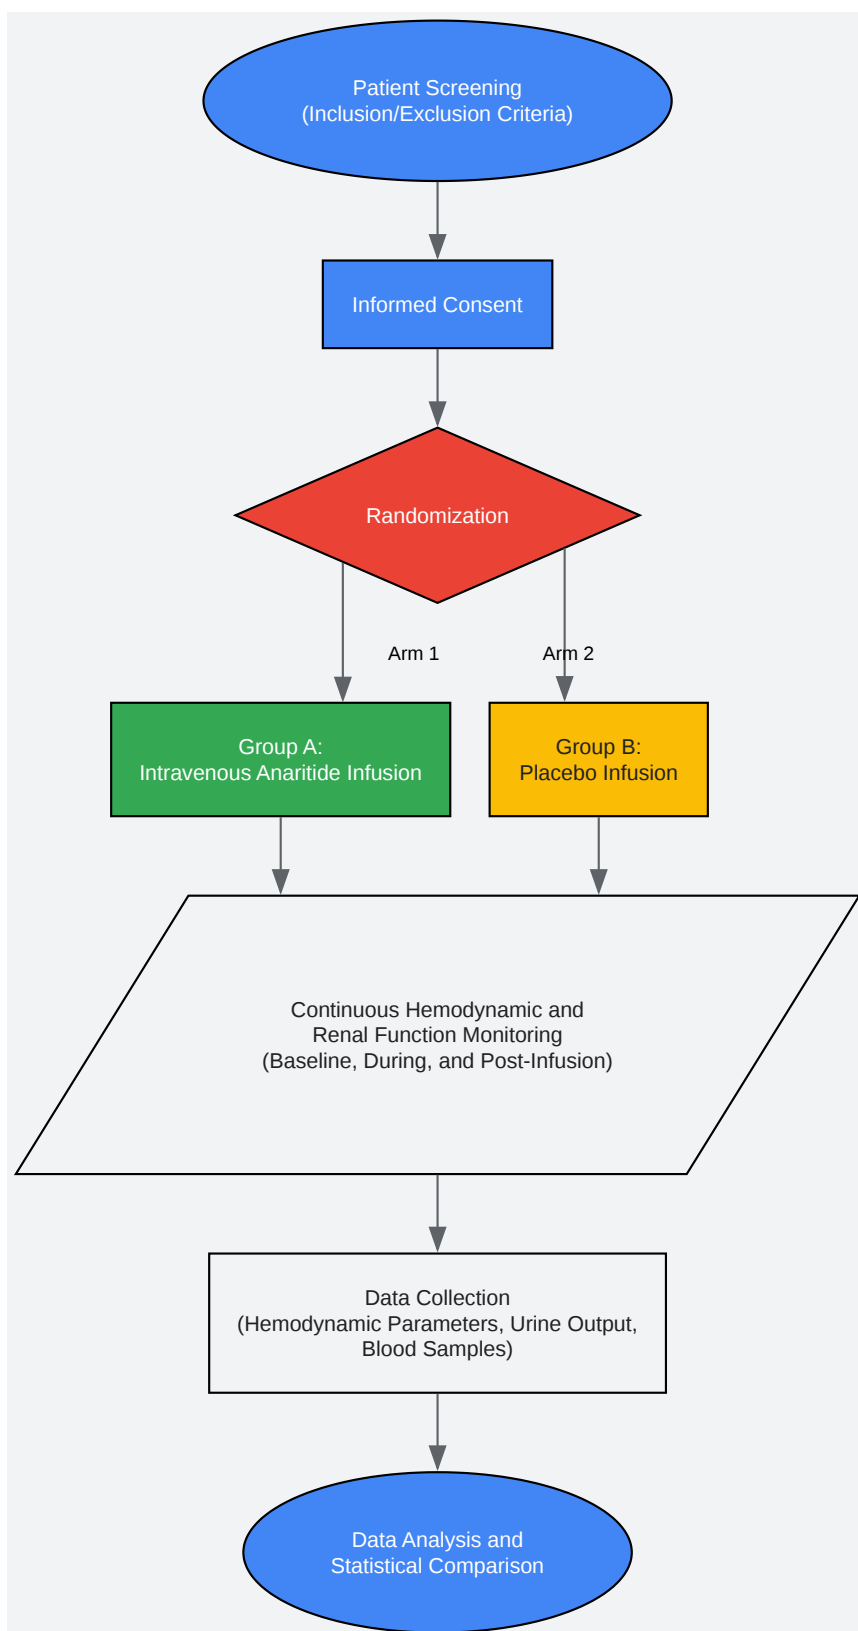 Patient Screening
(Inclusion/Exclusion Criteria)
Informed Consent
Randomization
Arm 1
Arm 2
Group A:
Intravenous Anaritide Infusion
Group B:
Placebo Infusion
Continuous Hemodynamic and
Renal Function Monitoring
(Baseline, During, and Post-Infusion)
Data Collection
(Hemodynamic Parameters, Urine Output,
Blood Samples)
Data Analysis and
Statistical Comparison